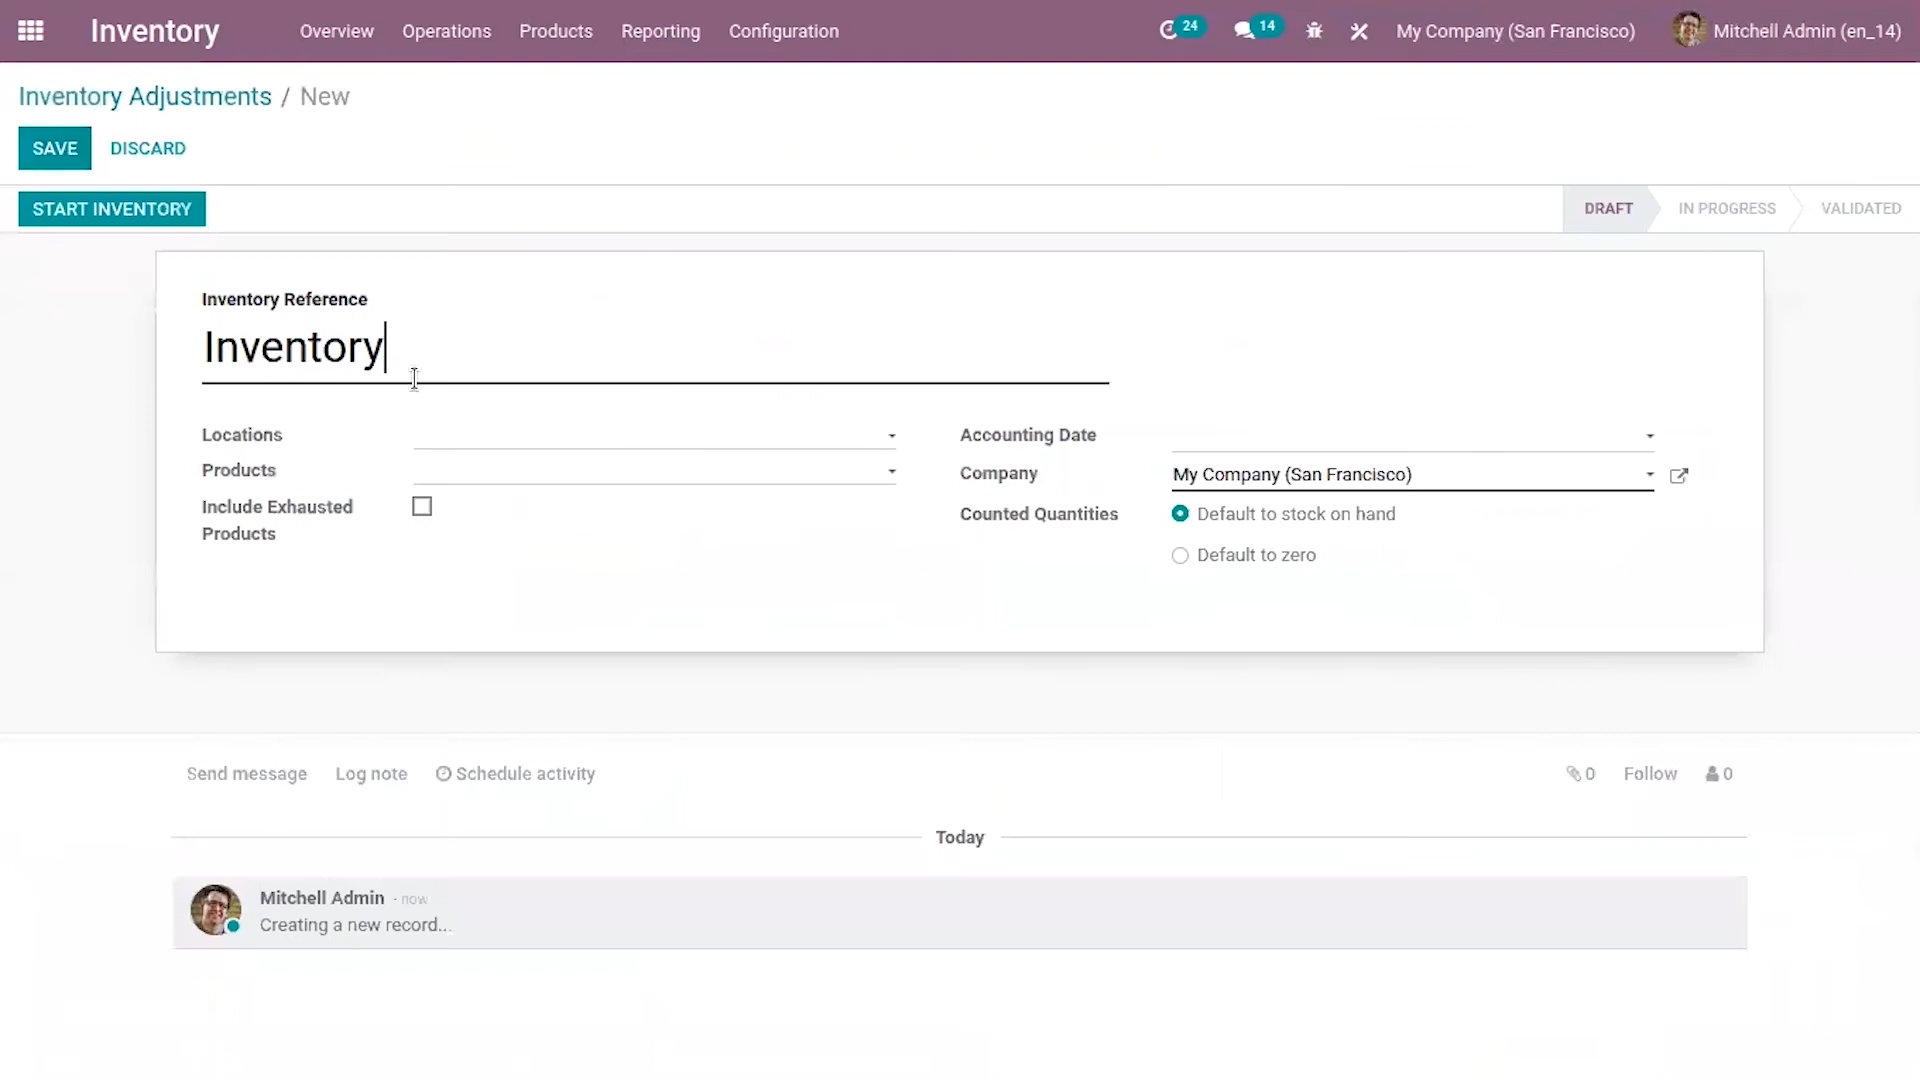 Inventory Overview Operations Products Reporting Configuration 24 14 My Company (San Francisco) Mitchell Admin (en_14)
Inventory Adjustments / New
SAVE DISCARD
START INVENTORY DRAFT IN PROGRESS VALIDATED
Inventory Reference
Inventory
Locations Accounting Date
Products Company My Company (San Francisco)
Include Exhausted Products Counted Quantities Default to stock on hand
Default to zero
Send message Log note Schedule activity 0 Follow 0
Today
Mitchell Admin - now
Creating a new record...